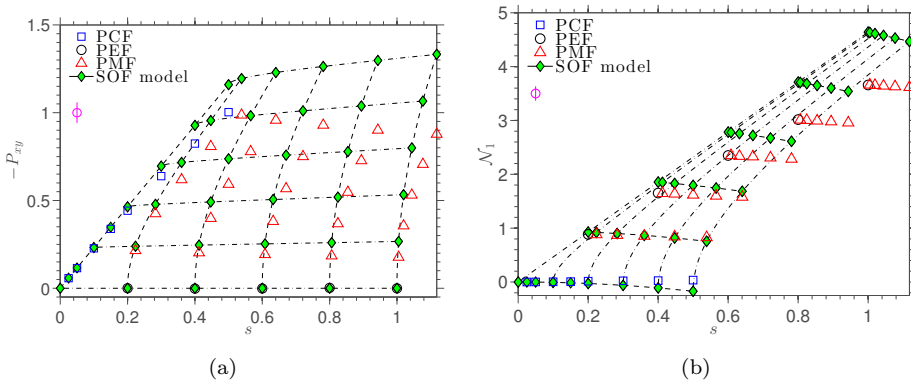 1.5
1
0.5
0
− P_xy
PCF
PEF
PMF
SOF model
0 0.2 0.4 0.6 0.8 1
s
(a)
5
4
3
2
1
0
𝒩_1
PCF
PEF
PMF
SOF model
0 0.2 0.4 0.6 0.8 1
s
(b)